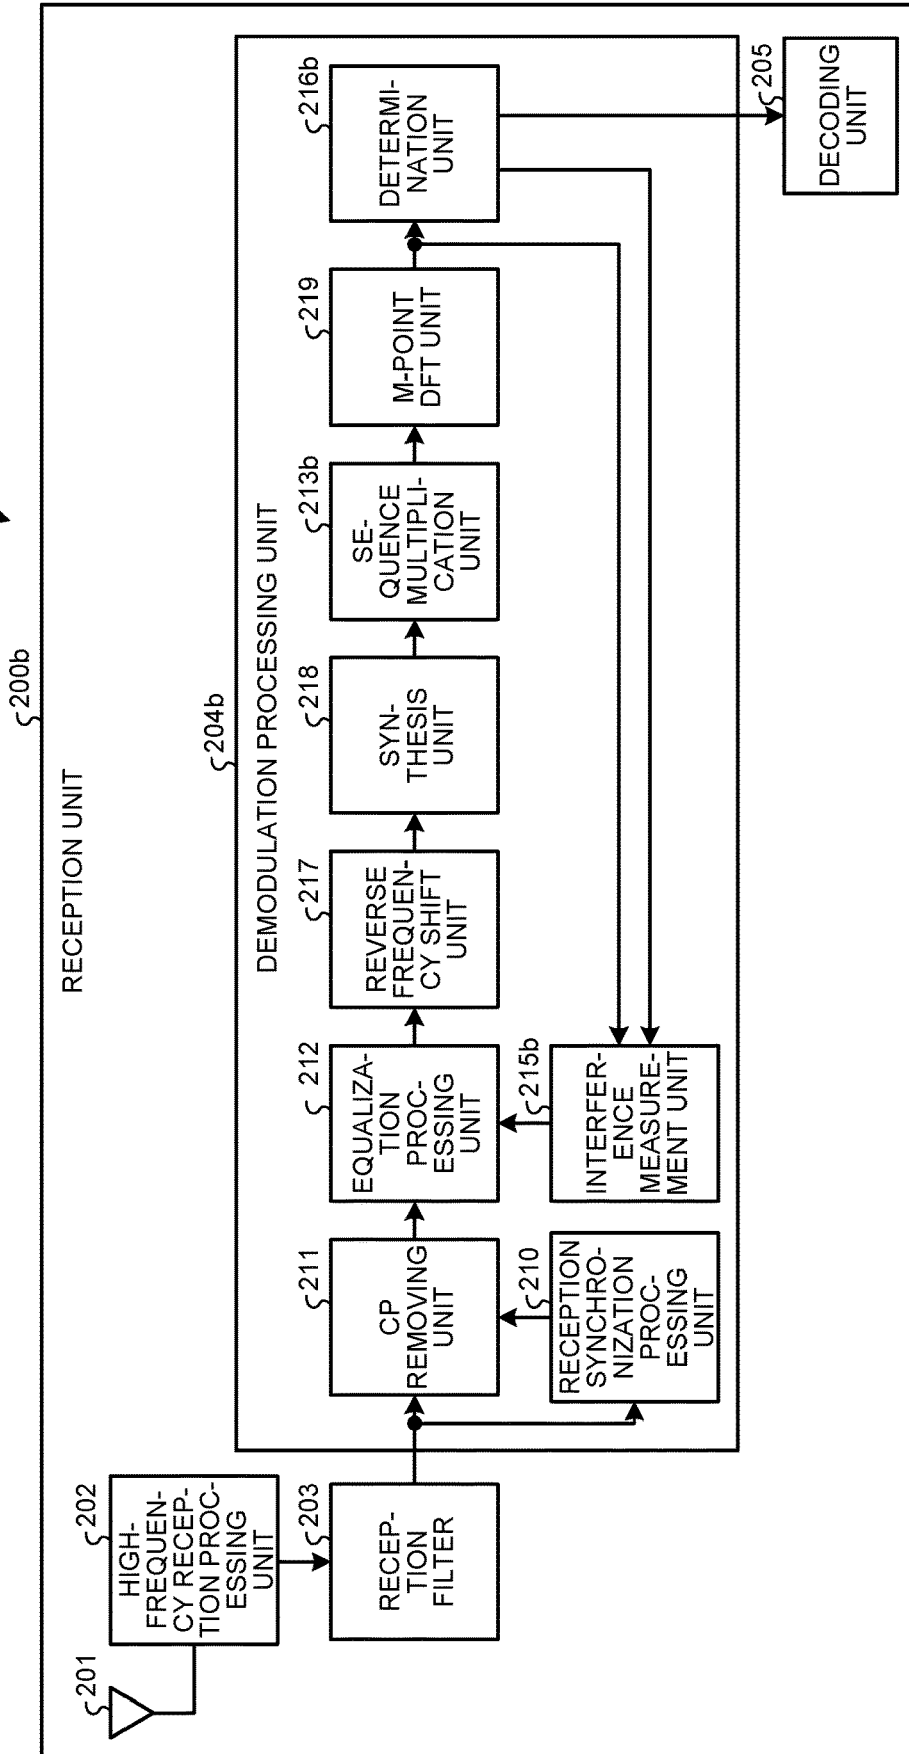 200b
RECEPTION UNIT
201
202
HIGH-
FREQUEN-
CY RECEP-
TION PROC-
ESSING
UNIT
203
RECEP-
TION
FILTER
204b
DEMODULATION PROCESSING UNIT
211
CP
REMOVING
UNIT
212
EQUALIZA-
TION
PROC-
ESSING
UNIT
217
REVERSE
FREQUEN-
CY SHIFT
UNIT
218
SYN-
THESIS
UNIT
213b
SE-
QUENCE
MULTIPLI-
CATION
UNIT
219
M-POINT
DFT UNIT
216b
DETERMI-
NATION
UNIT
210
RECEPTION
SYNCHRO-
NIZATION
PROC-
ESSING
UNIT
215b
INTERFER-
ENCE
MEASURE-
MENT UNIT
205
DECODING
UNIT